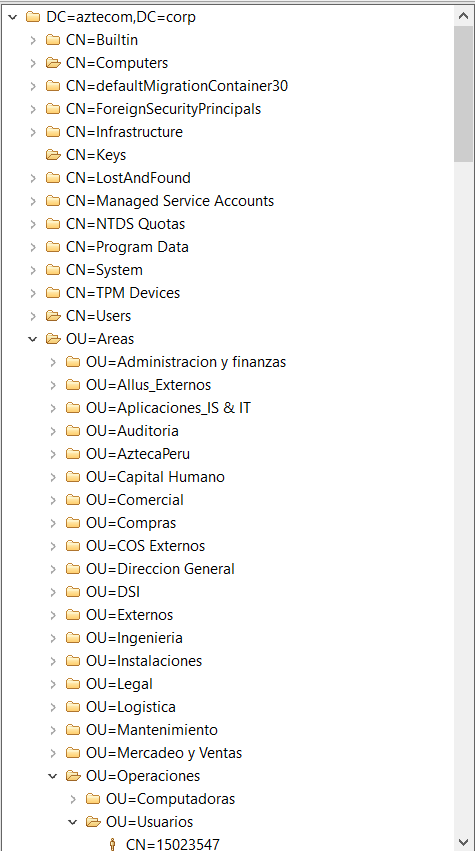 DC=aztecom,DC=corp
CN=Builtin
CN=Computers
CN=defaultMigrationContainer30
CN=ForeignSecurityPrincipals
CN=Infrastructure
CN=Keys
CN=LostAndFound
CN=Managed Service Accounts
CN=NTDS Quotas
CN=Program Data
CN=System
CN=TPM Devices
CN=Users
OU=Areas
OU=Administracion y finanzas
OU=Allus_Externos
OU=Aplicaciones_IS & IT
OU=Auditoria
OU=AztecaPeru
OU=Capital Humano
OU=Comercial
OU=Compras
OU=COS Externos
OU=Direccion General
OU=DSI
OU=Externos
OU=Ingenieria
OU=Instalaciones
OU=Legal
OU=Logistica
OU=Mantenimiento
OU=Mercadeo y Ventas
OU=Operaciones
OU=Computadoras
OU=Usuarios
CN=15023547